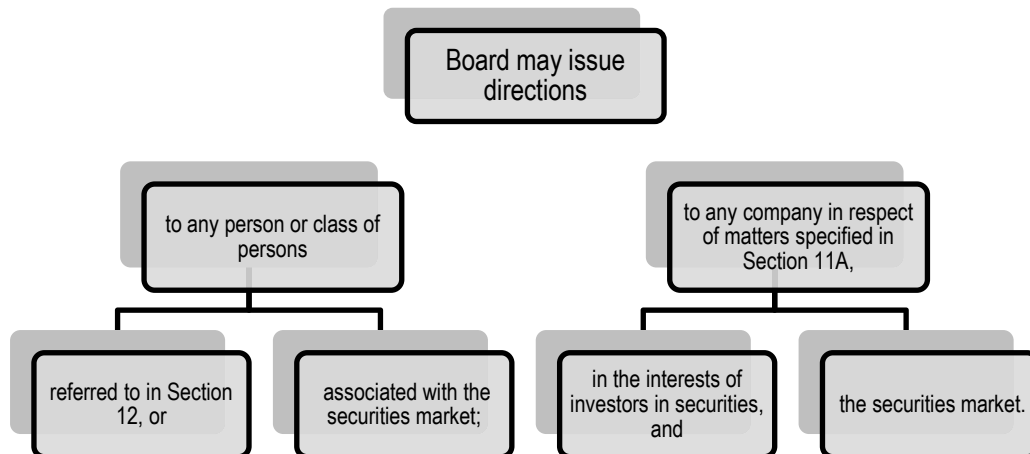 Board may issue
directions
to any person or class of
persons
to any company in respect
of matters specified in
Section 11A,
referred to in Section
12, or
associated with the
securities market;
in the interests of
investors in securities,
and
the securities market.